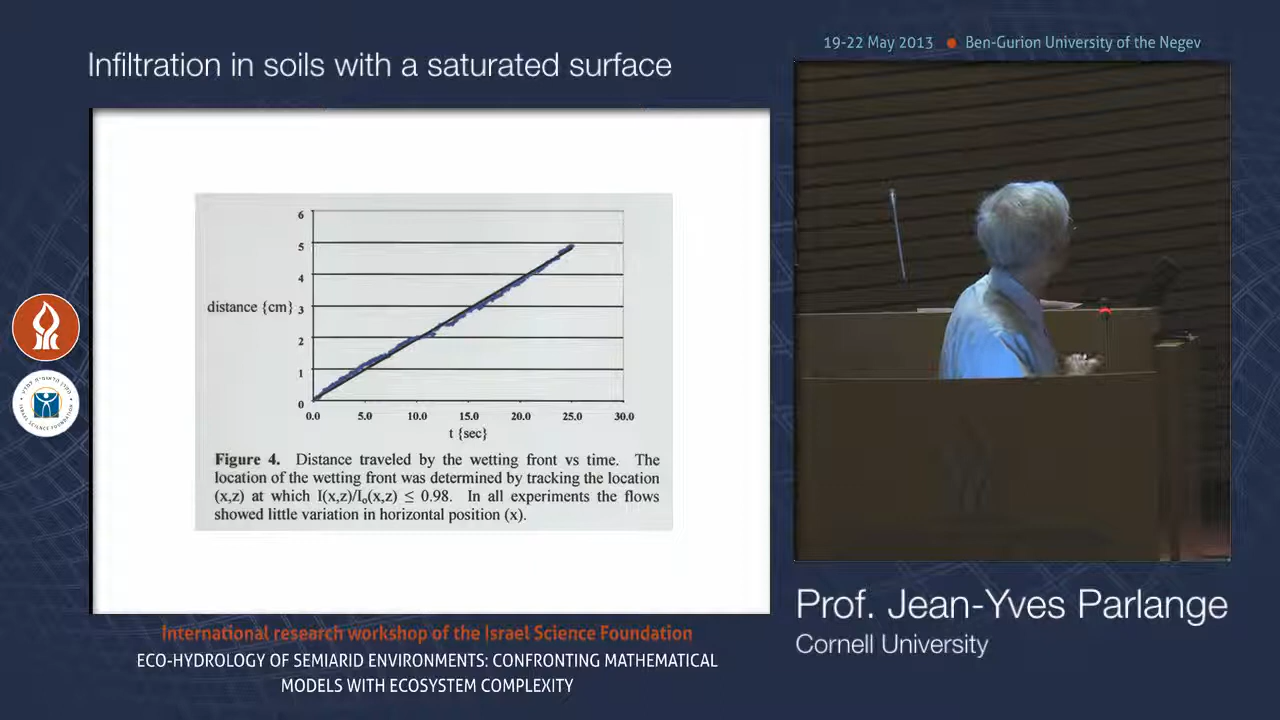 19-22 May 2013 ● Ben-Gurion University of the Negev
Infiltration in soils with a saturated surface
6
5
4
distance {cm} 3
2
1
0
0.0 5.0 10.0 15.0 20.0 25.0 30.0
t {sec}
Figure 4. Distance traveled by the wetting front vs time. The
location of the wetting front was determined by tracking the location
(x,z) at which I(x,z)/Iₒ(x,z) ≤ 0.98. In all experiments the flows
showed little variation in horizontal position (x).
Prof. Jean-Yves Parlange
Cornell University
International research workshop of the Israel Science Foundation
ECO-HYDROLOGY OF SEMIARID ENVIRONMENTS: CONFRONTING MATHEMATICAL
MODELS WITH ECOSYSTEM COMPLEXITY